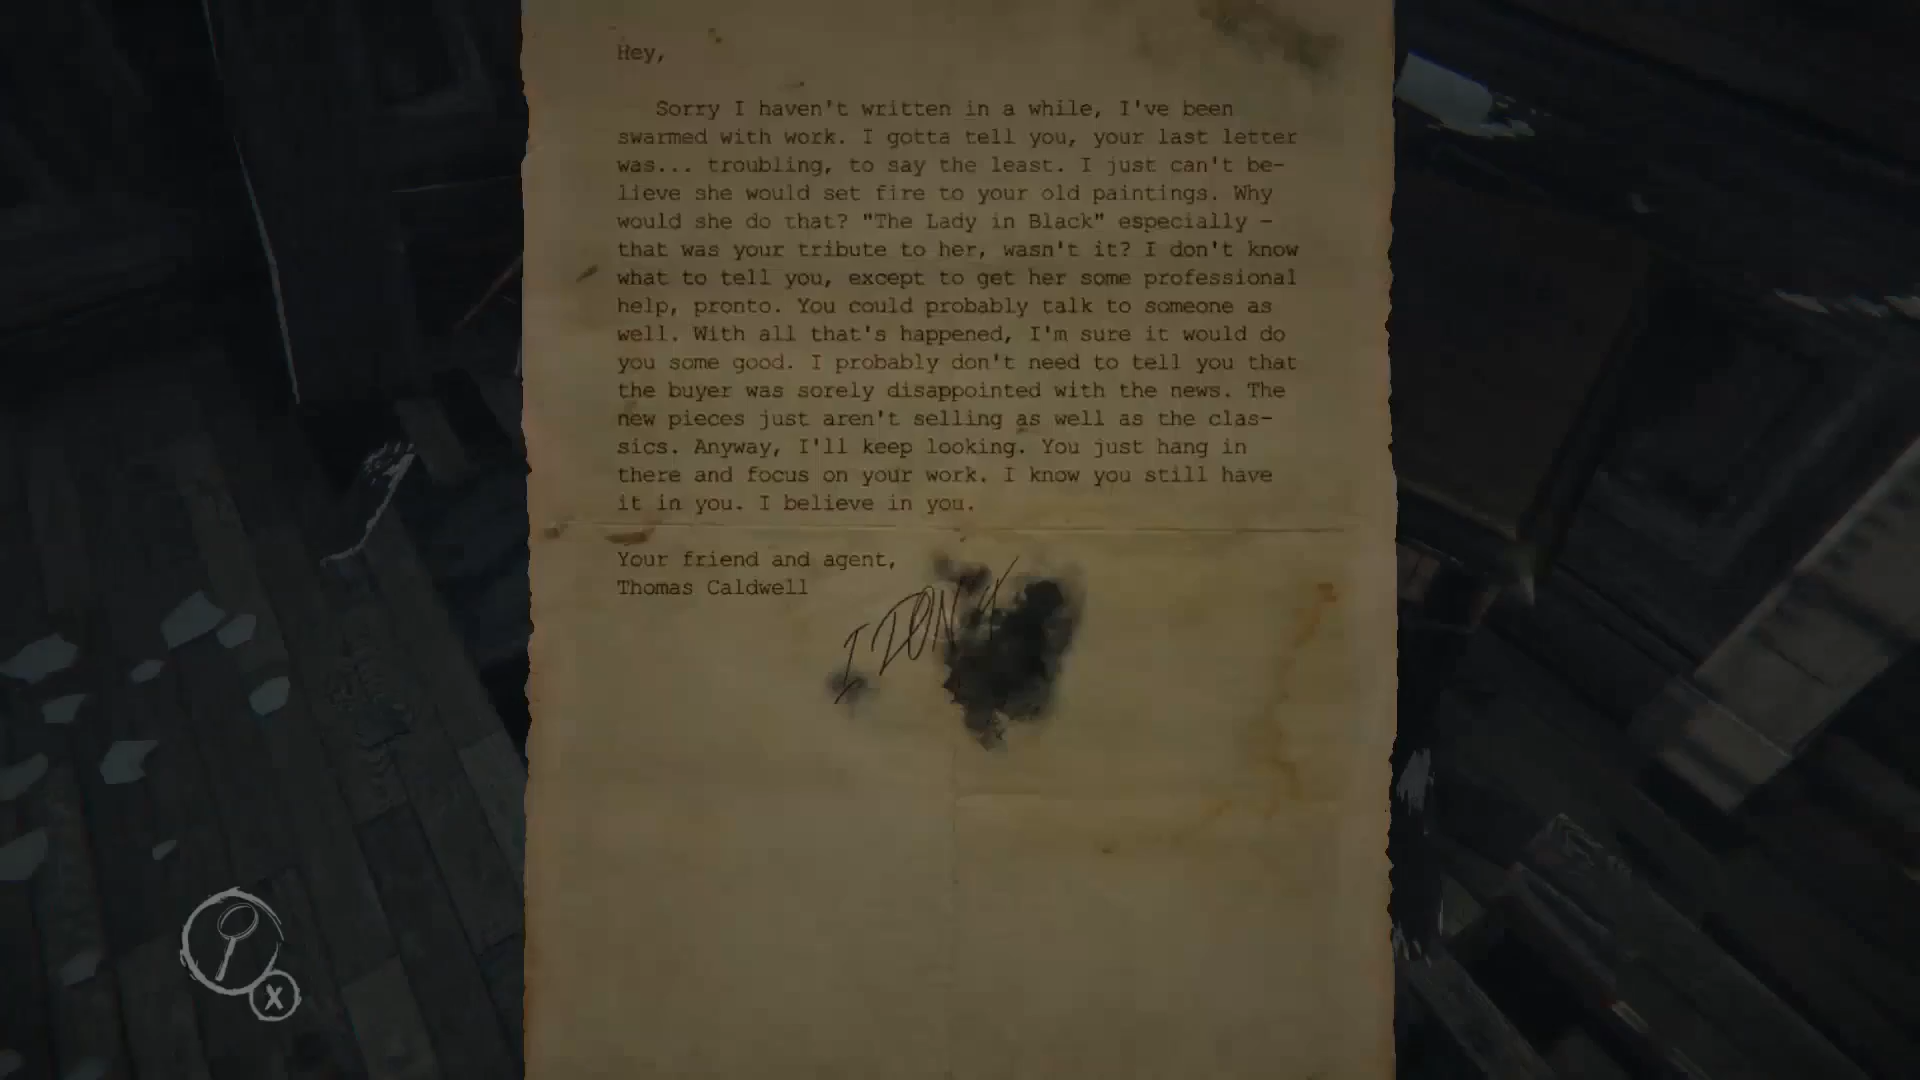 Hey,
Sorry I haven't written in a while, I've been
swarmed with work. I gotta tell you, your last letter
was... troubling, to say the least. I just can't be-
lieve she would set fire to your old paintings. Why
would she do that? "The Lady in Black" especially -
that was your tribute to her, wasn't it? I don't know
what to tell you, except to get her some professional
help, pronto. You could probably talk to someone as
well. With all that's happened, I'm sure it would do
you some good. I probably don't need to tell you that
the buyer was sorely disappointed with the news. The
new pieces just aren't selling as well as the clas-
sics. Anyway, I'll keep looking. You just hang in
there and focus on your work. I know you still have
it in you. I believe in you.
Your friend and agent,
Thomas Caldwell
I DON'T
X